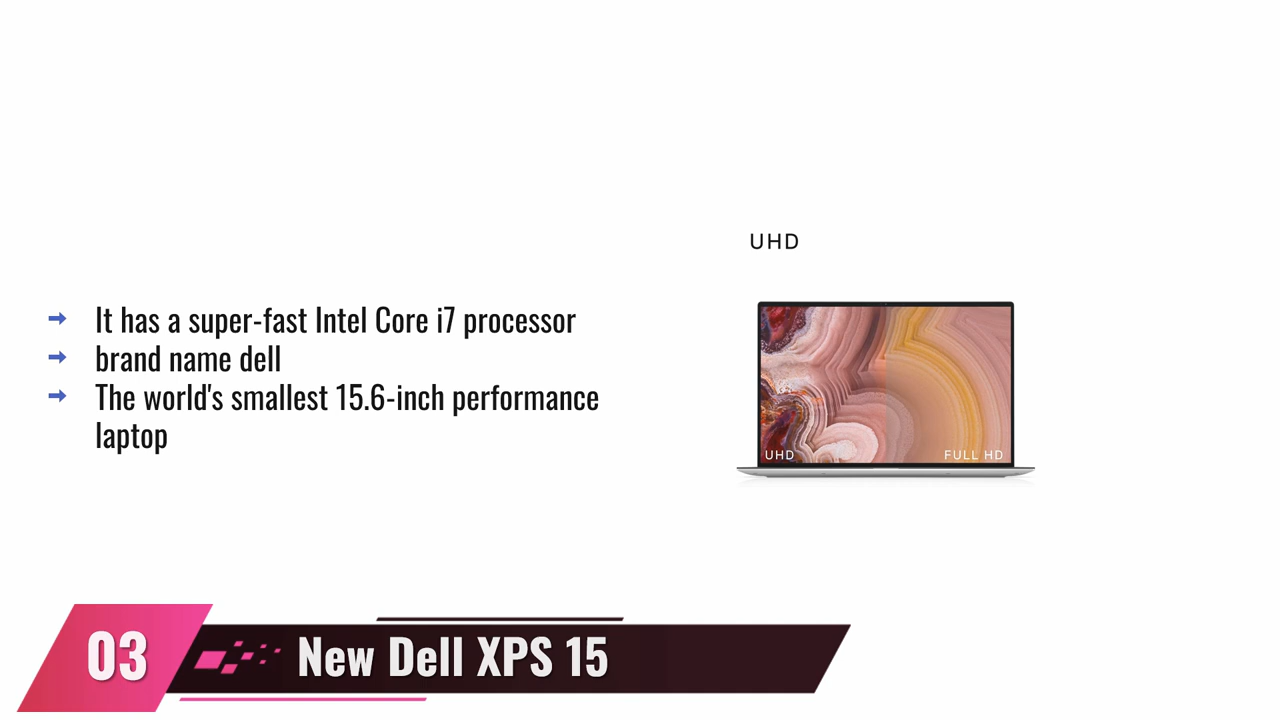 UHD
It has a super-fast Intel Core i7 processor
brand name dell
The world's smallest 15.6-inch performance
laptop
UHD
FULL HD
03
New Dell XPS 15